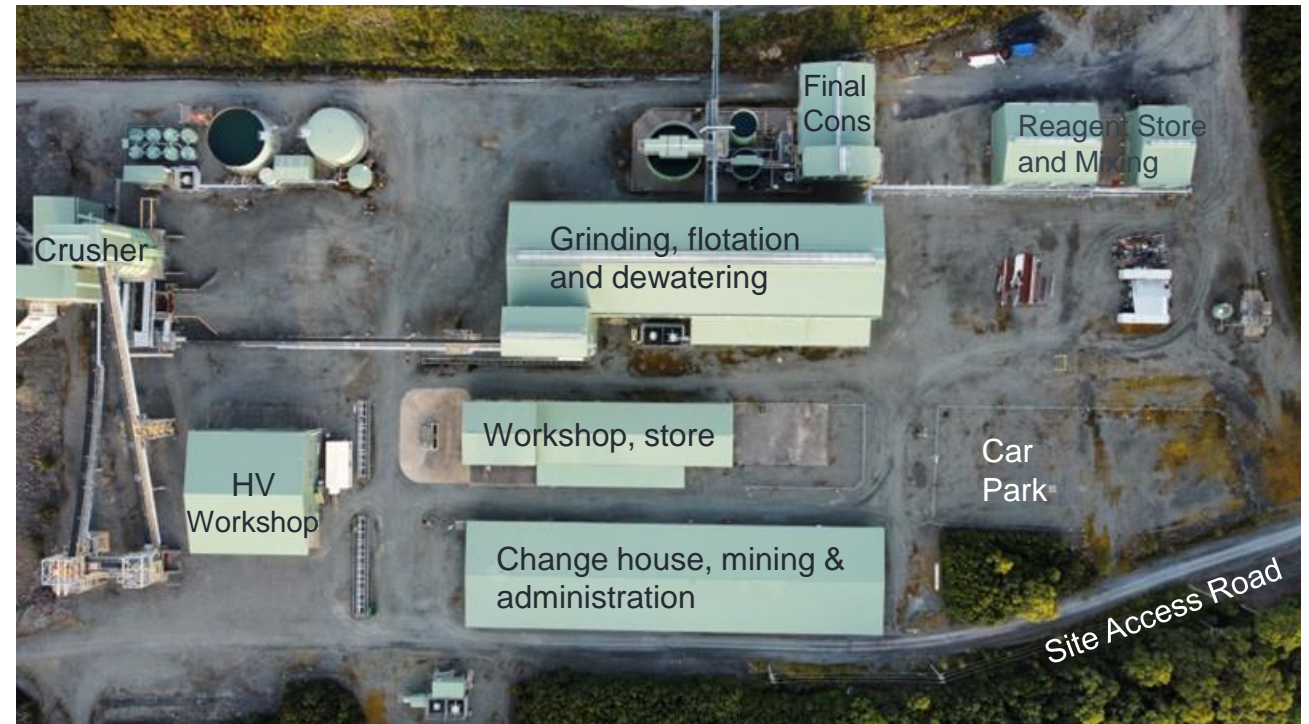 Final
Cons
Reagent Store
and Mixing
Crusher
Grinding, flotation
and dewatering
Workshop, store
Car
Park
HV
Workshop
Change house, mining &
administration
Site Access Road